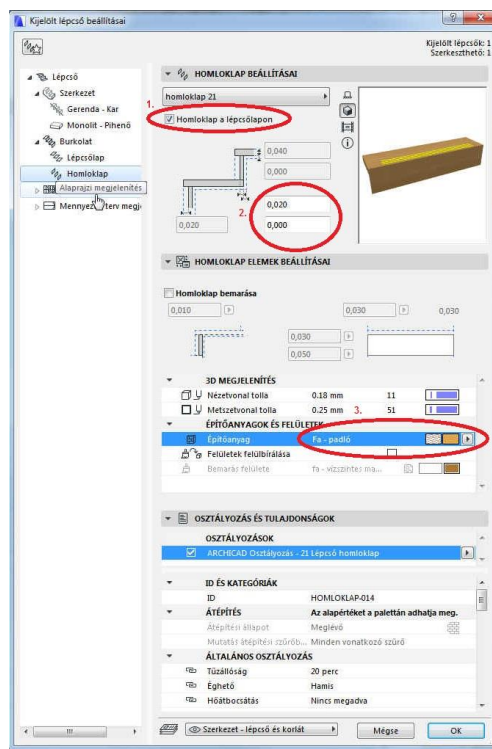 Kijelölt lépcső beállításai
Kijelölt lépcsők: 1
Szerkeszthető: 1
Lépcső
Szerkezet
Gerenda - Kar
Monolit - Pihenő
Burkolat
Lépcsőlap
Homloklap
Alaprajzi megjelenítés
Mennyez terv megj
HOMLOKLAP BEÁLLÍTÁSAI
homloklap 21
1.
Homloklap a lépcsőlapon
0,040
0,000
0,020
2.
0,020
0,000
HOMLOKLAP ELEMEK BEÁLLÍTÁSAI
Homloklap bemarása
0,010
0,030
0,030
0,030
0,050
3D MEGJELENÍTÉS
Nézetvonal tolla 0.18 mm 11
Metszetvonal tolla 0.25 mm 3. 51
ÉPÍTŐANYAGOK ÉS FELÜLETEK
Építőanyag Fa - padló
Felületek felülbírálása
Bemarás felülete fa - vízszintes ma...
OSZTÁLYOZÁS ÉS TULAJDONSÁGOK
OSZTÁLYOZÁSOK
ARCHICAD Osztályozás - 21 Lépcső homloklap
ID ÉS KATEGÓRIÁK
ID HOMLOKLAP-014
ÁTÉPÍTÉS Az alapértéket a palettán adhatja meg.
Átépítési állapot Meglévő
Mutatás átépítési szűrőb... Minden vonatkozó szűrő
ÁLTALÁNOS OSZTÁLYOZÁS
Tűzállóság 20 perc
Éghető Hamis
Hőátbocsátás Nincs megadva
Szerkezet - lépcső és korlát
Mégse
OK